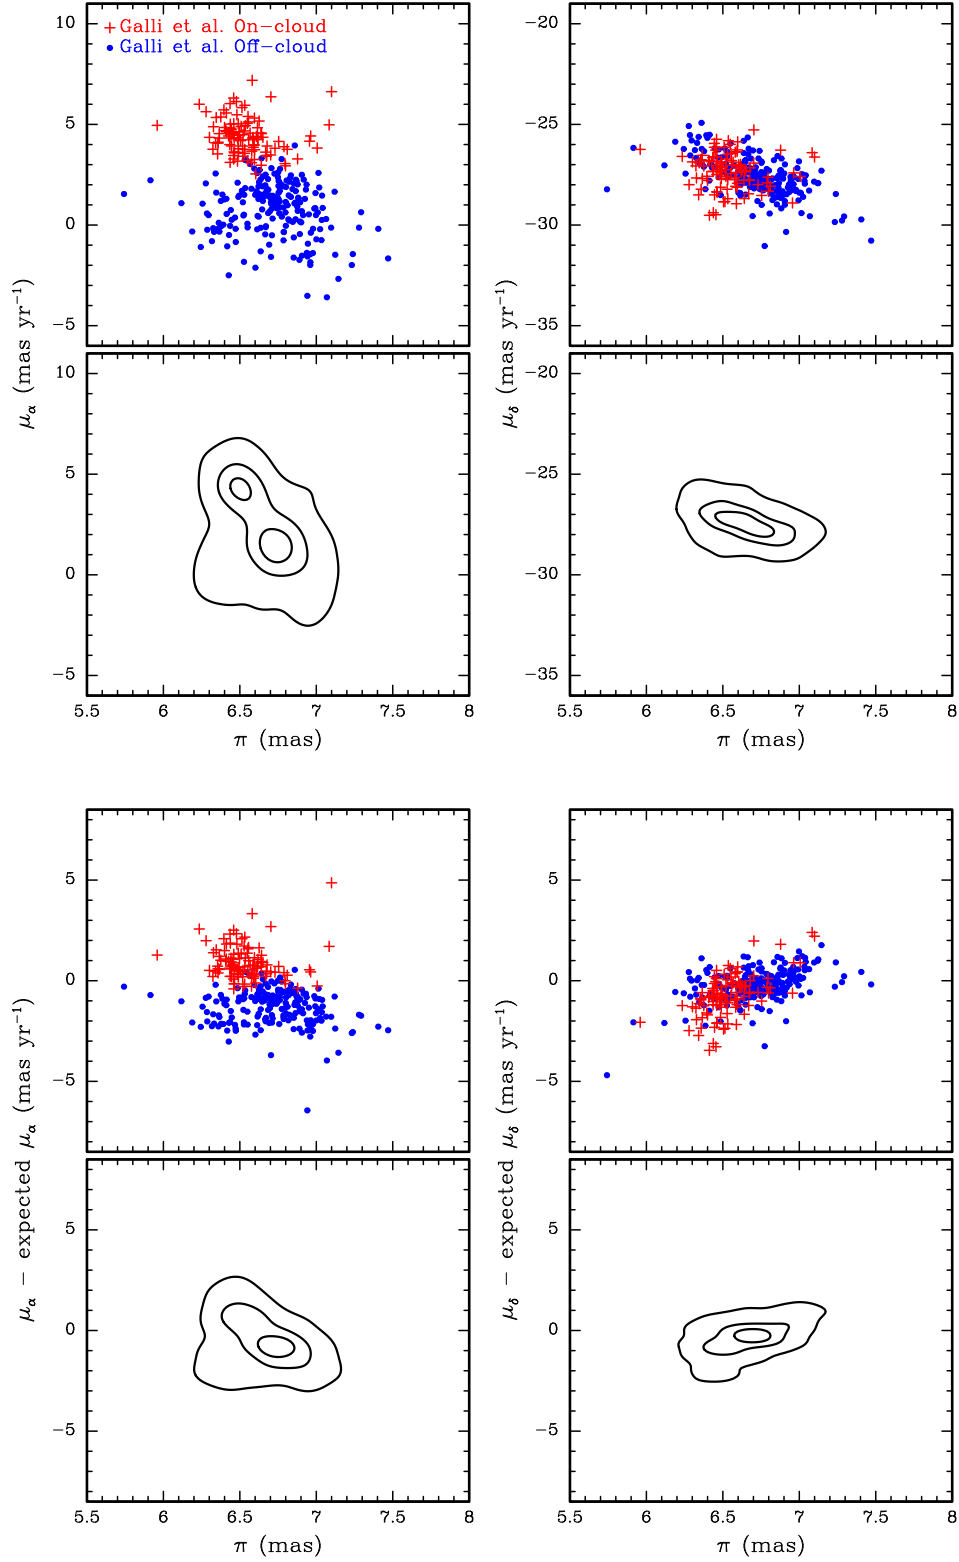 + Galli et al. On−cloud
• Galli et al. Off−cloud
10
5
0
−5
μα (mas yr−1)
10
5
0
−5
5.5 6 6.5 7 7.5 8
π (mas)
−20
−25
−30
−35
μδ (mas yr−1)
−20
−25
−30
−35
5.5 6 6.5 7 7.5 8
π (mas)
5
0
−5
μα − expected μα (mas yr−1)
5
0
−5
5.5 6 6.5 7 7.5 8
π (mas)
5
0
−5
μδ − expected μδ (mas yr−1)
5
0
−5
5.5 6 6.5 7 7.5 8
π (mas)